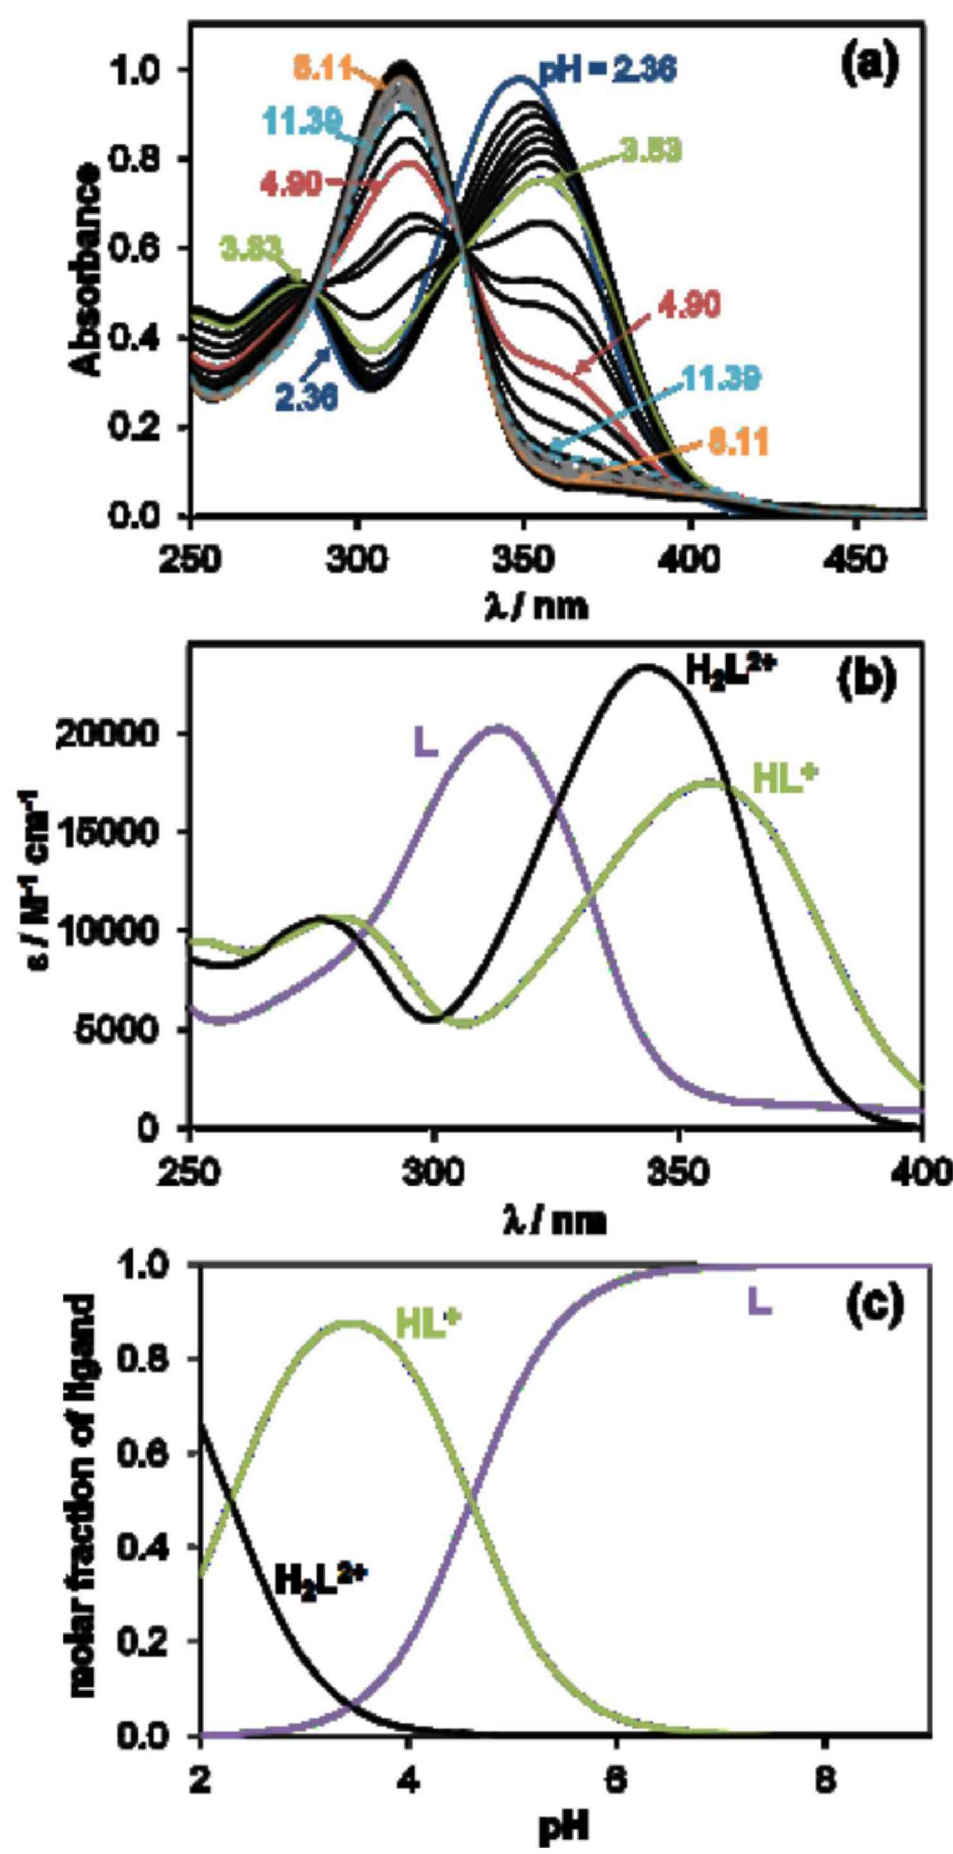 (a)
1.0
0.8
0.6
0.4
0.2
0.0
Absorbance
8.11
11.39
4.90
3.83
2.36
pH = 2.36
3.83
4.90
11.39
8.11
250 300 350 400 450
λ / nm
(b)
20000
15000
10000
5000
0
ε / M⁻¹ cm⁻¹
L
H₂L²⁺
HL⁺
250 300 350 400
λ / nm
(c)
1.0
0.8
0.6
0.4
0.2
0.0
molar fraction of ligand
HL⁺
L
H₂L²⁺
2 4 6 8
pH